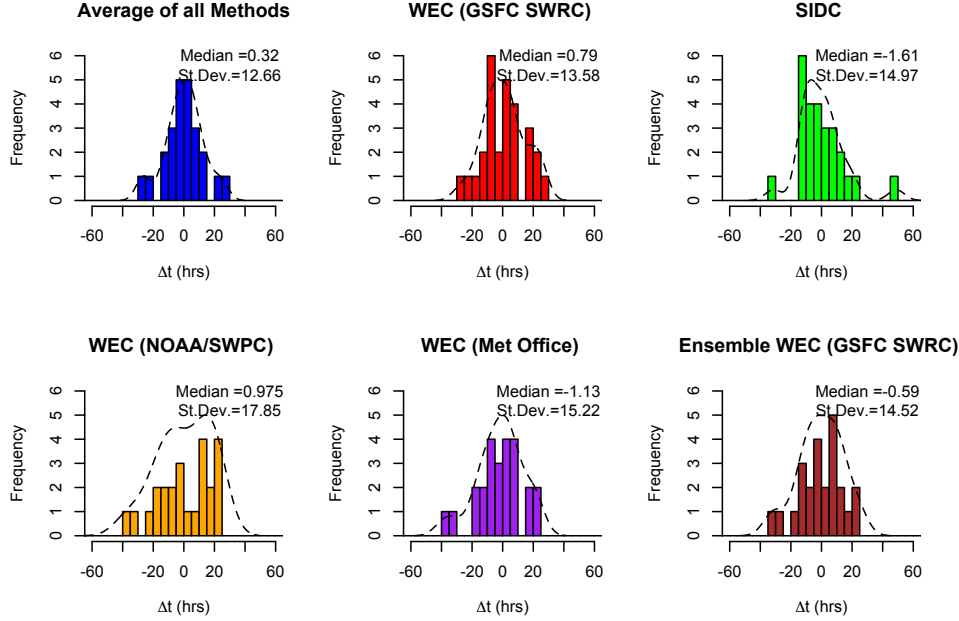 Average of all Methods
Median =0.32
St.Dev.=12.66
Frequency
0 1 2 3 4 5 6
-60 -20 0 20 60
Δt (hrs)
WEC (GSFC SWRC)
Median =0.79
St.Dev.=13.58
Frequency
0 1 2 3 4 5 6
-60 -20 0 20 60
Δt (hrs)
SIDC
Median =-1.61
St.Dev.=14.97
Frequency
0 1 2 3 4 5 6
-60 -20 0 20 60
Δt (hrs)
WEC (NOAA/SWPC)
Median =0.975
St.Dev.=17.85
Frequency
0 1 2 3 4 5 6
-60 -20 0 20 60
Δt (hrs)
WEC (Met Office)
Median =-1.13
St.Dev.=15.22
Frequency
0 1 2 3 4 5 6
-60 -20 0 20 60
Δt (hrs)
Ensemble WEC (GSFC SWRC)
Median =-0.59
St.Dev.=14.52
Frequency
0 1 2 3 4 5 6
-60 -20 0 20 60
Δt (hrs)